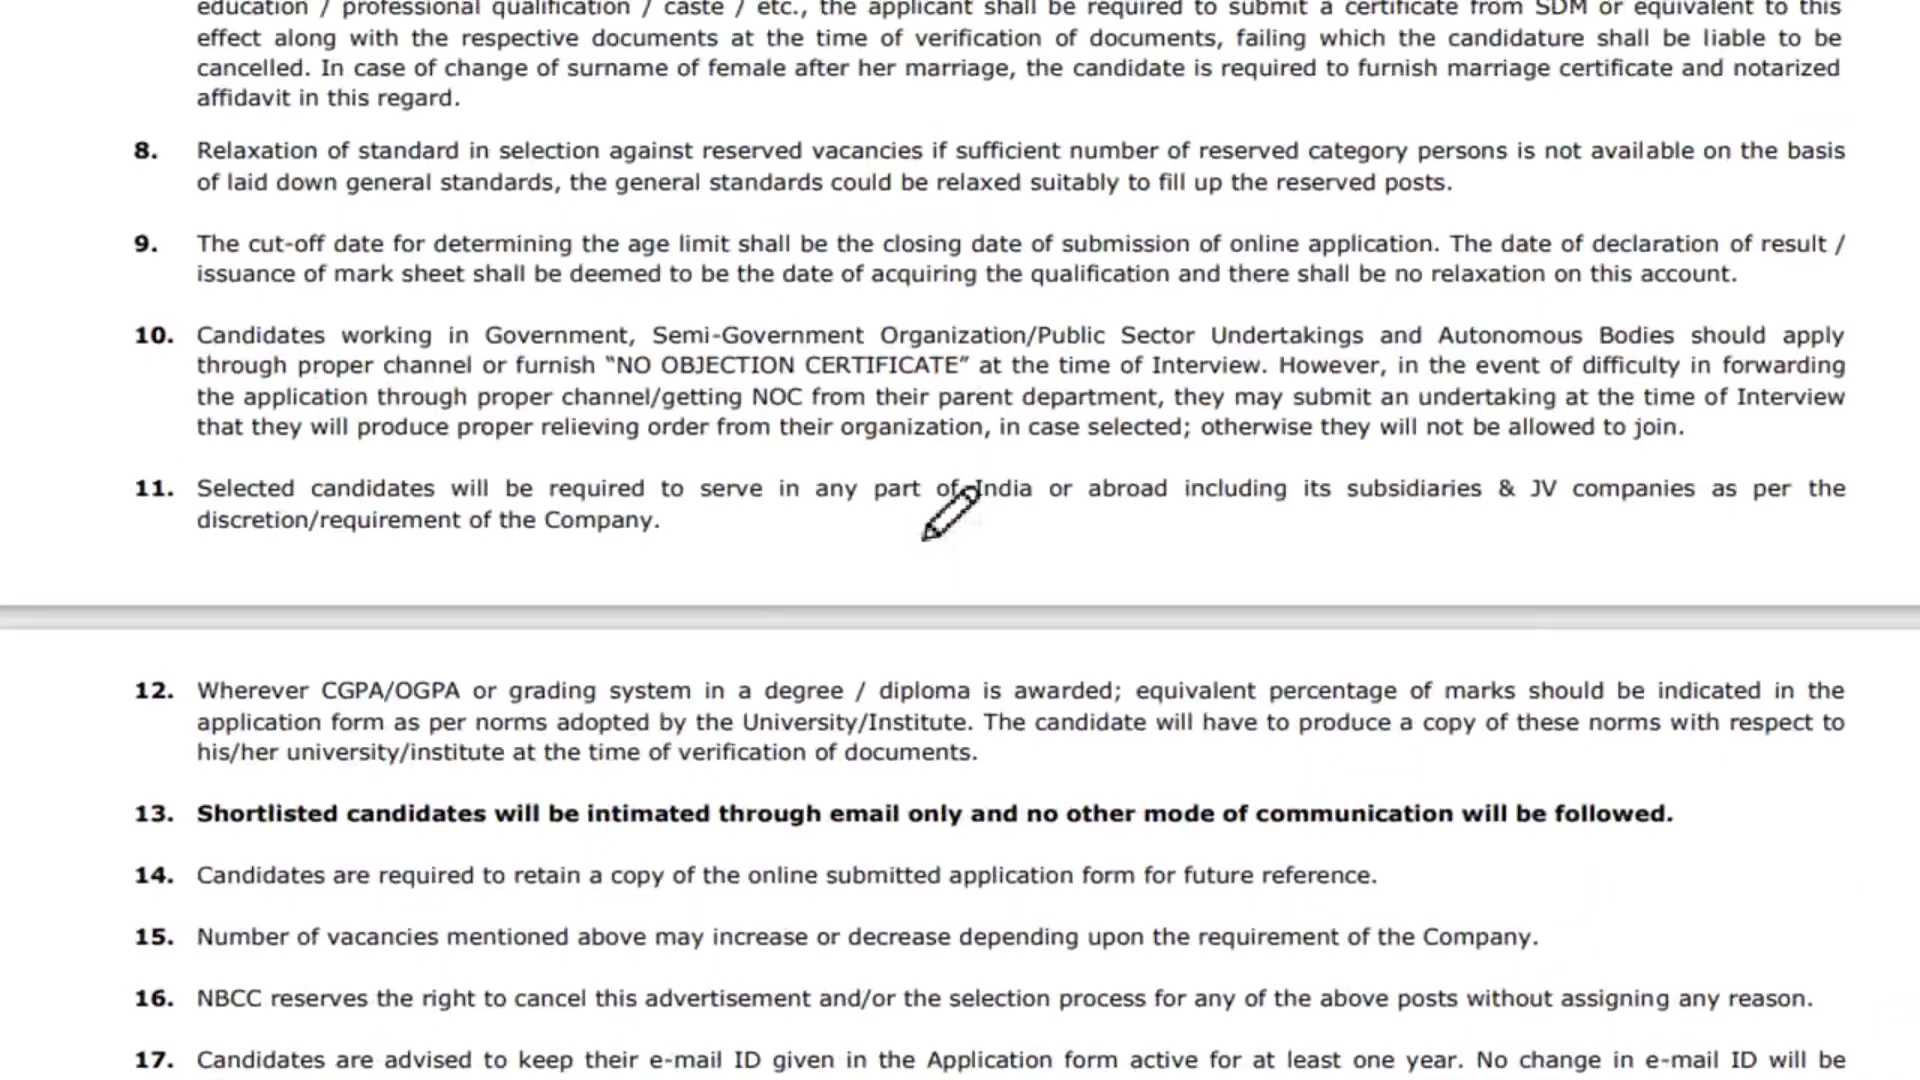 education / professional qualification / caste / etc., the applicant shall be required to submit a certificate from SDM or equivalent to this
effect along with the respective documents at the time of verification of documents, failing which the candidature shall be liable to be
cancelled. In case of change of surname of female after her marriage, the candidate is required to furnish marriage certificate and notarized
affidavit in this regard.
8. Relaxation of standard in selection against reserved vacancies if sufficient number of reserved category persons is not available on the basis
of laid down general standards, the general standards could be relaxed suitably to fill up the reserved posts.
9. The cut-off date for determining the age limit shall be the closing date of submission of online application. The date of declaration of result /
issuance of mark sheet shall be deemed to be the date of acquiring the qualification and there shall be no relaxation on this account.
10. Candidates working in Government, Semi-Government Organization/Public Sector Undertakings and Autonomous Bodies should apply
through proper channel or furnish “NO OBJECTION CERTIFICATE” at the time of Interview. However, in the event of difficulty in forwarding
the application through proper channel/getting NOC from their parent department, they may submit an undertaking at the time of Interview
that they will produce proper relieving order from their organization, in case selected; otherwise they will not be allowed to join.
11. Selected candidates will be required to serve in any part of India or abroad including its subsidiaries & JV companies as per the
discretion/requirement of the Company.
12. Wherever CGPA/OGPA or grading system in a degree / diploma is awarded; equivalent percentage of marks should be indicated in the
application form as per norms adopted by the University/Institute. The candidate will have to produce a copy of these norms with respect to
his/her university/institute at the time of verification of documents.
13. Shortlisted candidates will be intimated through email only and no other mode of communication will be followed.
14. Candidates are required to retain a copy of the online submitted application form for future reference.
15. Number of vacancies mentioned above may increase or decrease depending upon the requirement of the Company.
16. NBCC reserves the right to cancel this advertisement and/or the selection process for any of the above posts without assigning any reason.
17. Candidates are advised to keep their e-mail ID given in the Application form active for at least one year. No change in e-mail ID will be